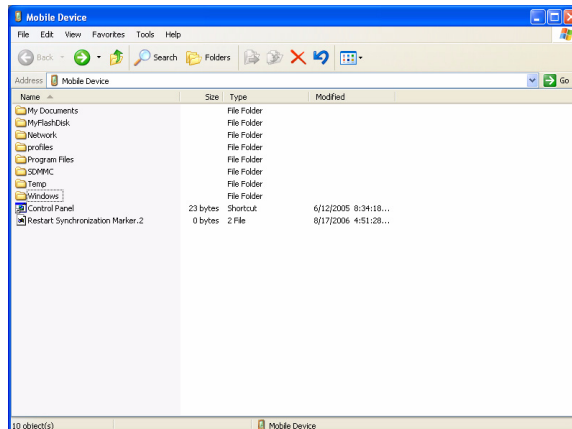 Mobile Device
File Edit View Favorites Tools Help
Back Search Folders
Address Mobile Device Go
Name Size Type Modified
My Documents File Folder
MyFlashDisk File Folder
Network File Folder
profiles File Folder
Program Files File Folder
SDMMC File Folder
Temp File Folder
Windows File Folder
Control Panel 23 bytes Shortcut 6/12/2005 8:34:18...
Restart Synchronization Marker.2 0 bytes 2 File 8/17/2006 4:51:28...
10 object(s) Mobile Device